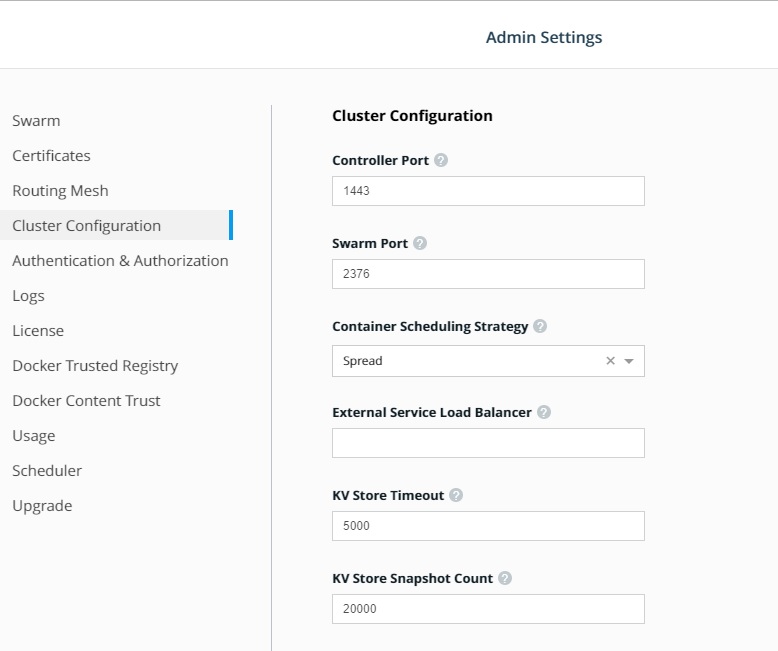 Admin Settings
Swarm
Certificates
Routing Mesh
Cluster Configuration
Authentication & Authorization
Logs
License
Docker Trusted Registry
Docker Content Trust
Usage
Scheduler
Upgrade
Cluster Configuration
Controller Port ?
1443
Swarm Port ?
2376
Container Scheduling Strategy ?
Spread
External Service Load Balancer ?
KV Store Timeout ?
5000
KV Store Snapshot Count ?
20000